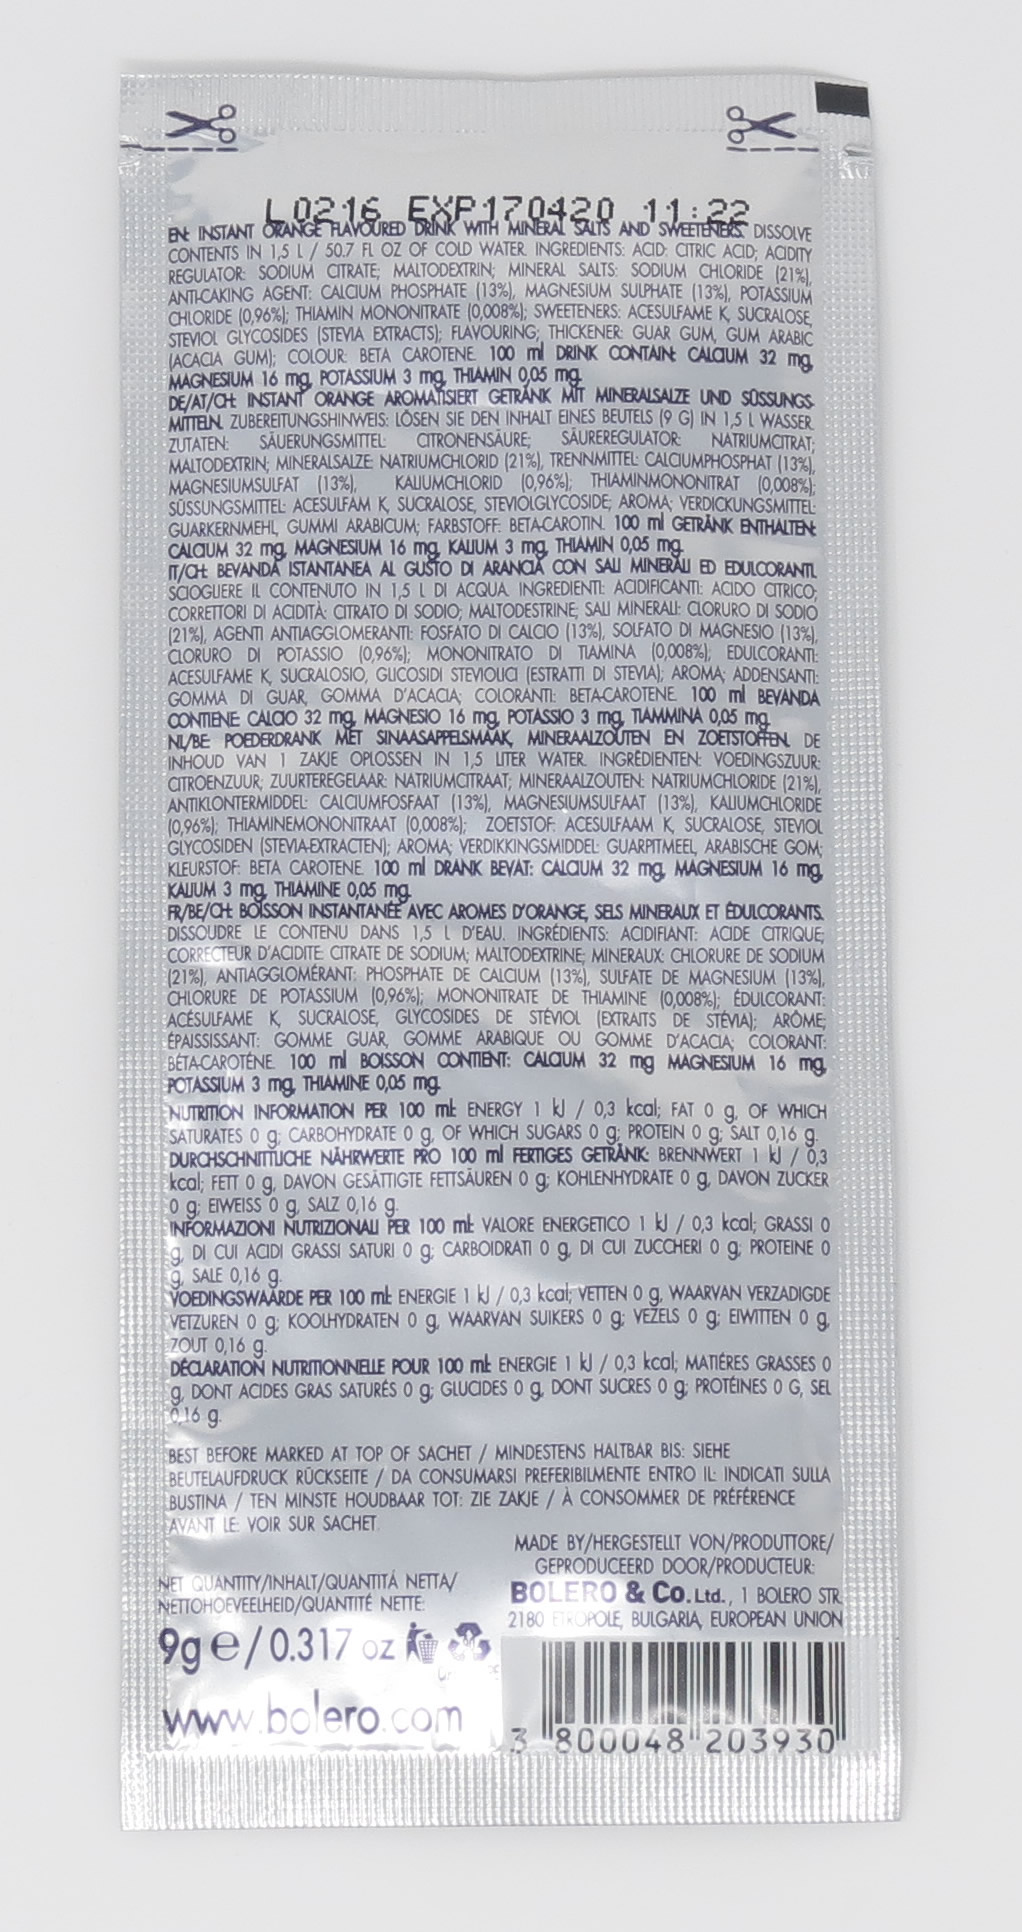 L 0216 EXP170420 11:22
EN: INSTANT ORANGE FLAVOURED DRINK WITH MINERAL SALTS AND SWEETENERS. DISSOLVE
CONTENTS IN 1,5 L / 50.7 FL OZ OF COLD WATER. INGREDIENTS: ACID: CITRIC ACID; ACIDITY
REGULATOR: SODIUM CITRATE; MALTODEXTRIN; MINERAL SALTS: SODIUM CHLORIDE (21%),
ANTI-CAKING AGENT: CALCIUM PHOSPHATE (13%), MAGNESIUM SULPHATE (13%), POTASSIUM
CHLORIDE (0,96%); THIAMIN MONONITRATE (0,008%); SWEETENERS: ACESULFAME K, SUCRALOSE,
STEVIOL GLYCOSIDES (STEVIA EXTRACTS); FLAVOURING; THICKENER: GUAR GUM, GUM ARABIC
(ACACIA GUM); COLOUR: BETA CAROTENE. 100 ml DRINK CONTAIN: CALCIUM 32 mg,
MAGNESIUM 16 mg, POTASSIUM 3 mg, THIAMIN 0,05 mg.
DE/AT/CH: INSTANT ORANGE AROMATISIERT GETRÄNK MIT MINERALSALZE UND SÜSSUNGS-
MITTELN. ZUBEREITUNGSHINWEIS: LÖSEN SIE DEN INHALT EINES BEUTELS (9 G) IN 1,5 L WASSER.
ZUTATEN: SÄUERUNGSMITTEL: CITRONENSÄURE; SÄUREREGULATOR: NATRIUMCITRAT;
MALTODEXTRIN; MINERALSALZE: NATRIUMCHLORID (21%), TRENNMITTEL: CALCIUMPHOSPHAT (13%),
MAGNESIUMSULFAT (13%), KALIUMCHLORID (0,96%); THIAMINMONONITRAT (0,008%);
SÜSSUNGSMITTEL: ACESULFAM K, SUCRALOSE, STEVIOLGLYCOSIDE; AROMA; VERDICKUNGSMITTEL:
GUARKERNMEHL, GUMMI ARABICUM; FARBSTOFF: BETA-CAROTIN. 100 ml GETRÄNK ENTHALTEN:
CALCIUM 32 mg, MAGNESIUM 16 mg, KALIUM 3 mg, THIAMIN 0,05 mg.
IT/CH: BEVANDA ISTANTANEA AL GUSTO DI ARANCIA CON SALI MINERALI ED EDULCORANTI.
SCIOGLIERE IL CONTENUTO IN 1,5 L DI ACQUA. INGREDIENTI: ACIDIFICANTI: ACIDO CITRICO;
CORRETTORI DI ACIDITÀ: CITRATO DI SODIO; MALTODESTRINE; SALI MINERALI: CLORURO DI SODIO
(21%), AGENTI ANTIAGGLOMERANTI: FOSFATO DI CALCIO (13%), SOLFATO DI MAGNESIO (13%),
CLORURO DI POTASSIO (0,96%); MONONITRATO DI TIAMINA (0,008%); EDULCORANTI:
ACESULFAME K, SUCRALOSIO, GLICOSIDI STEVIOLICI (ESTRATTI DI STEVIA); AROMA; ADDENSANTI:
GOMMA DI GUAR, GOMMA D'ACACIA; COLORANTI: BETA-CAROTENE. 100 ml BEVANDA
CONTIENE: CALCIO 32 mg, MAGNESIO 16 mg, POTASSIO 3 mg, TIAMMINA 0,05 mg.
NL/BE: POEDERDRANK MET SINAASAPPELSMAAK, MINERAALZOUTEN EN ZOETSTOFFEN. DE
INHOUD VAN 1 ZAKJE OPLOSSEN IN 1,5 LITER WATER. INGRËDIENTEN: VOEDINGSZUUR:
CITROENZUUR; ZUURTEREGELAAR: NATRIUMCITRAAT; MINERAALZOUTEN: NATRIUMCHLORIDE (21%),
ANTIKLONTERMIDDEL: CALCIUMFOSFAAT (13%), MAGNESIUMSULFAAT (13%), KALIUMCHLORIDE
(0,96%); THIAMINEMONONITRAAT (0,008%); ZOETSTOF: ACESULFAAM K, SUCRALOSE, STEVIOL
GLYCOSIDEN (STEVIA-EXTRACTEN); AROMA; VERDIKKINGSMIDDEL: GUARPITMEEL, ARABISCHE GOM;
KLEURSTOF: BETA CAROTENE. 100 ml DRANK BEVAT: CALCIUM 32 mg, MAGNESIUM 16 mg,
KALIUM 3 mg, THIAMINE 0,05 mg.
FR/BE/CH: BOISSON INSTANTANÉE AVEC AROMES D'ORANGE, SELS MINERAUX ET ÉDULCORANTS.
DISSOUDRE LE CONTENU DANS 1,5 L D'EAU. INGRÉDIENTS: ACIDIFIANT: ACIDE CITRIQUE;
CORRECTEUR D'ACIDITE: CITRATE DE SODIUM; MALTODEXTRINE; MINERAUX: CHLORURE DE SODIUM
(21%), ANTIAGGLOMÉRANT: PHOSPHATE DE CALCIUM (13%), SULFATE DE MAGNESIUM (13%),
CHLORURE DE POTASSIUM (0,96%); MONONITRATE DE THIAMINE (0,008%); ÉDULCORANT:
ACÉSULFAME K, SUCRALOSE, GLYCOSIDES DE STÉVIOL (EXTRAITS DE STÉVIA); ARÔME;
ÉPAISSISSANT: GOMME GUAR, GOMME ARABIQUE OU GOMME D'ACACIA; COLORANT:
BÉTA-CAROTÉNE. 100 ml BOISSON CONTIENT: CALCIUM 32 mg MAGNESIUM 16 mg,
POTASSIUM 3 mg, THIAMINE 0,05 mg.
NUTRITION INFORMATION PER 100 ml: ENERGY 1 kJ / 0,3 kcal; FAT 0 g, OF WHICH
SATURATES 0 g; CARBOHYDRATE 0 g, OF WHICH SUGARS 0 g; PROTEIN 0 g; SALT 0,16 g.
DURCHSCHNITTLICHE NÄHRWERTE PRO 100 ml FERTIGES GETRÄNK: BRENNWERT 1 kJ / 0,3
kcal; FETT 0 g, DAVON GESÄTTIGTE FETTSÄUREN 0 g; KOHLENHYDRATE 0 g, DAVON ZUCKER
0 g; EIWEISS 0 g, SALZ 0,16 g.
INFORMAZIONI NUTRIZIONALI PER 100 ml: VALORE ENERGETICO 1 kJ / 0,3 kcal; GRASSI 0
g, DI CUI ACIDI GRASSI SATURI 0 g; CARBOIDRATI 0 g, DI CUI ZUCCHERI 0 g; PROTEINE 0
g, SALE 0,16 g.
VOEDINGSWAARDE PER 100 ml: ENERGIE 1 kJ / 0,3 kcal; VETTEN 0 g, WAARVAN VERZADIGDE
VETZUREN 0 g; KOOLHYDRATEN 0 g, WAARVAN SUIKERS 0 g; VEZELS 0 g; EIWITTEN 0 g,
ZOUT 0,16 g.
DÉCLARATION NUTRITIONNELLE POUR 100 ml: ENERGIE 1 kJ / 0,3 kcal; MATIÉRES GRASSES 0
g, DONT ACIDES GRAS SATURÉS 0 g; GLUCIDES 0 g, DONT SUCRES 0 g; PROTÉINES 0 G, SEL
0,16 g.
BEST BEFORE MARKED AT TOP OF SACHET / MINDESTENS HALTBAR BIS: SIEHE
BEUTELAUFDRUCK RÜCKSEITE / DA CONSUMARSI PREFERIBILMENTE ENTRO IL: INDICATI SULLA
BUSTINA / TEN MINSTE HOUDBAAR TOT: ZIE ZAKJE / À CONSOMMER DE PRÉFÉRENCE
AVANT LE: VOIR SUR SACHET.
MADE BY/HERGESTELLT VON/PRODUTTORE/
GEPRODUCEERD DOOR/PRODUCTEUR:
BOLERO & Co.Ltd., 1 BOLERO STR.
2180 ETROPOLE, BULGARIA, EUROPEAN UNION
NET QUANTITY/INHALT/QUANTITÀ NETTA/
NETTOHOEVEELHEID/QUANTITÉ NETTE:
9g e / 0.317 oz
www.bolero.com
3 800048 203930